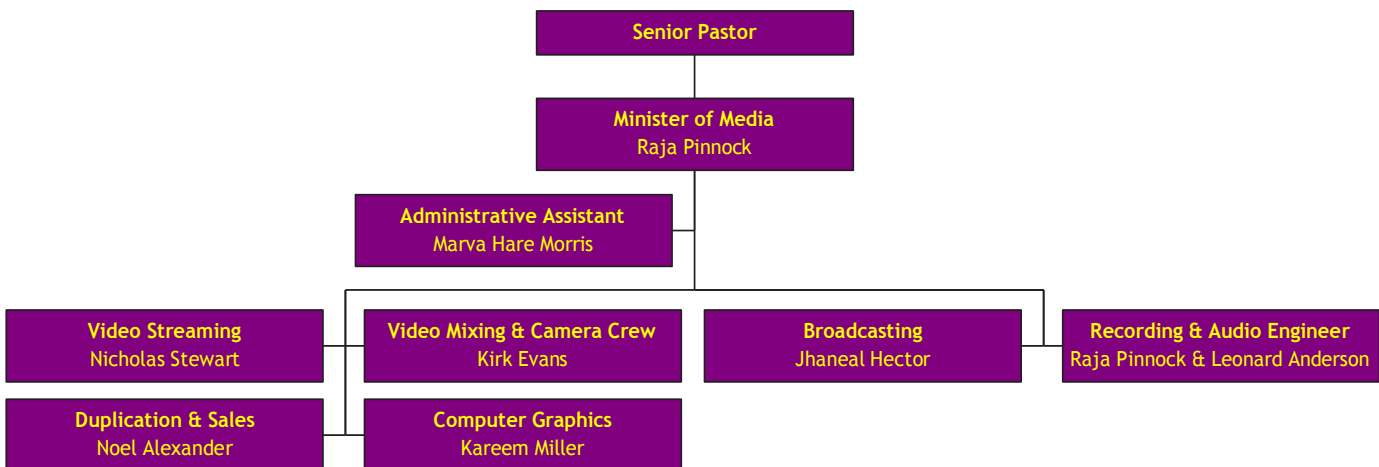 Senior Pastor
Minister of Media
Raja Pinnock
Administrative Assistant
Marva Hare Morris
Video Streaming
Nicholas Stewart
Video Mixing & Camera Crew
Kirk Evans
Broadcasting
Jhaneal Hector
Recording & Audio Engineer
Raja Pinnock & Leonard Anderson
Duplication & Sales
Noel Alexander
Computer Graphics
Kareem Miller